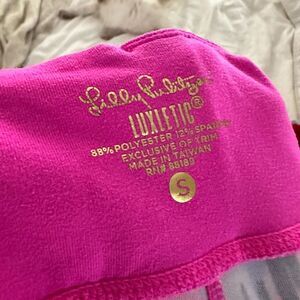 Lilly Pulitzer
LUXLETIC®
88% POLYESTER 12% SPANDEX
EXCLUSIVE OF TRIM
MADE IN TAIWAN
RN# 88189
S